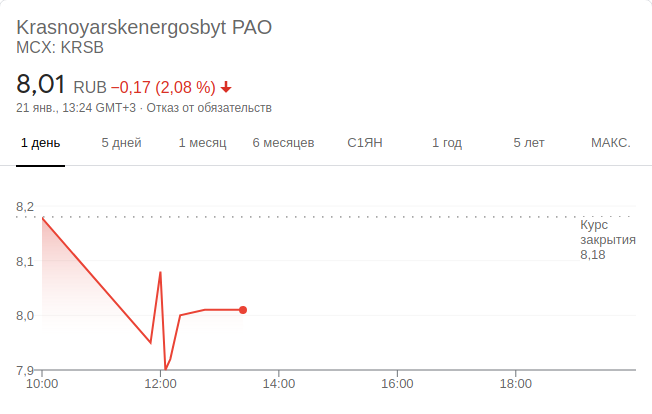 Krasnoyarskenergosbyt PAO
MCX: KRSB
8,01 RUB −0,17 (2,08 %)
21 янв., 13:24 GMT+3 · Отказ от обязательств
1 день 5 дней 1 месяц 6 месяцев С1ЯН 1 год 5 лет МАКС.
8,2
Курс
закрытия
8,18
8,1
8,0
7,9
10:00 12:00 14:00 16:00 18:00